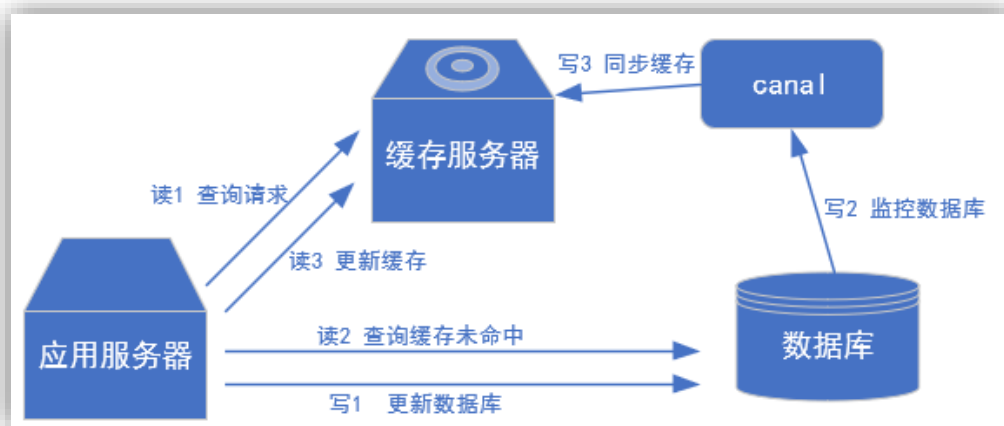 写3 同步缓存
canal
缓存服务器
读1 查询请求
写2 监控数据库
读3 更新缓存
应用服务器
读2 查询缓存未命中
数据库
写1 更新数据库